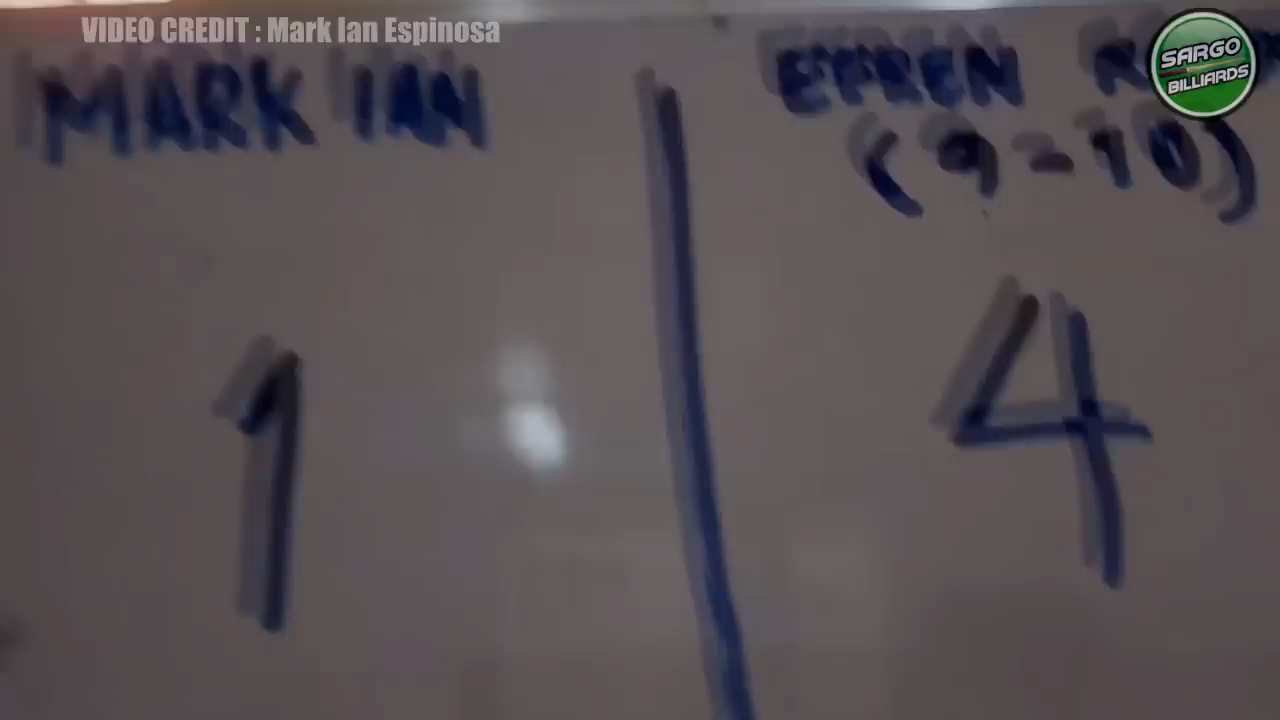 VIDEO CREDIT : Mark Ian Espinosa
SARGO
BILLIARDS
MARK IAN
EFREN
(9-10)
1
4